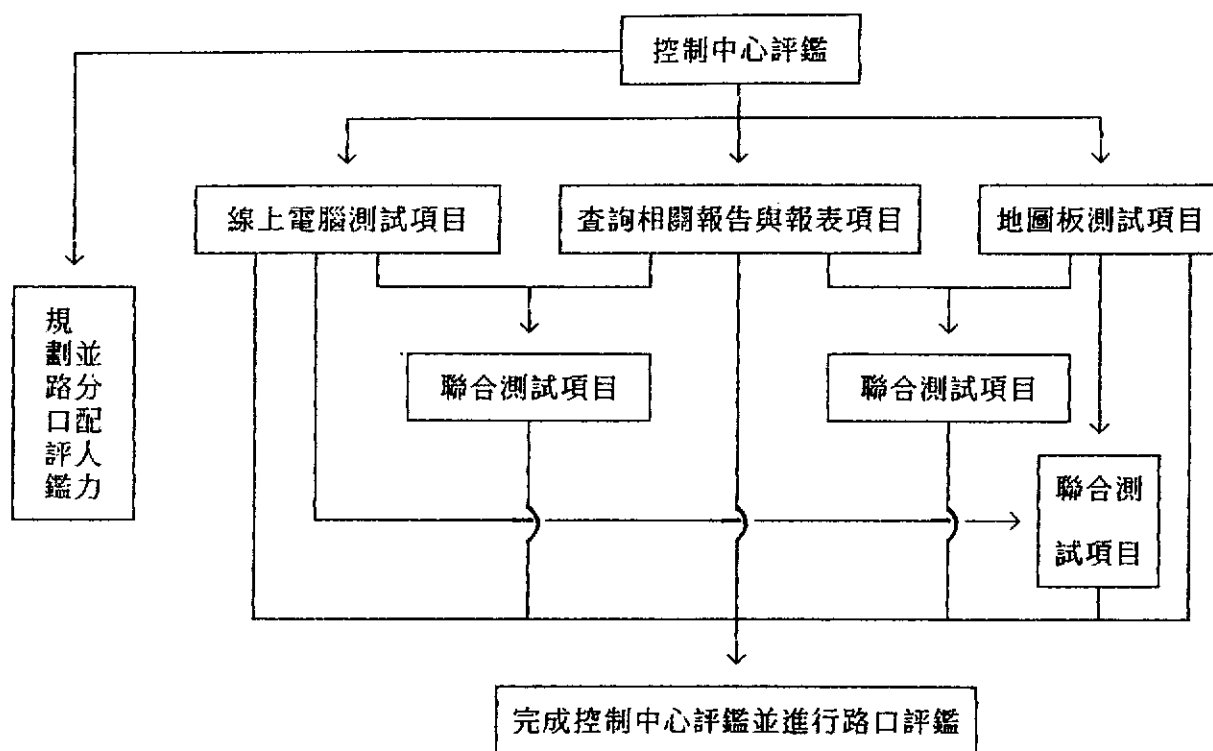 控制中心評鑑
線上電腦測試項目
查詢相關報告與報表項目
地圖板測試項目
規劃路口評鑑
並分配人力
聯合測試項目
聯合測試項目
聯合測
試項目
完成控制中心評鑑並進行路口評鑑